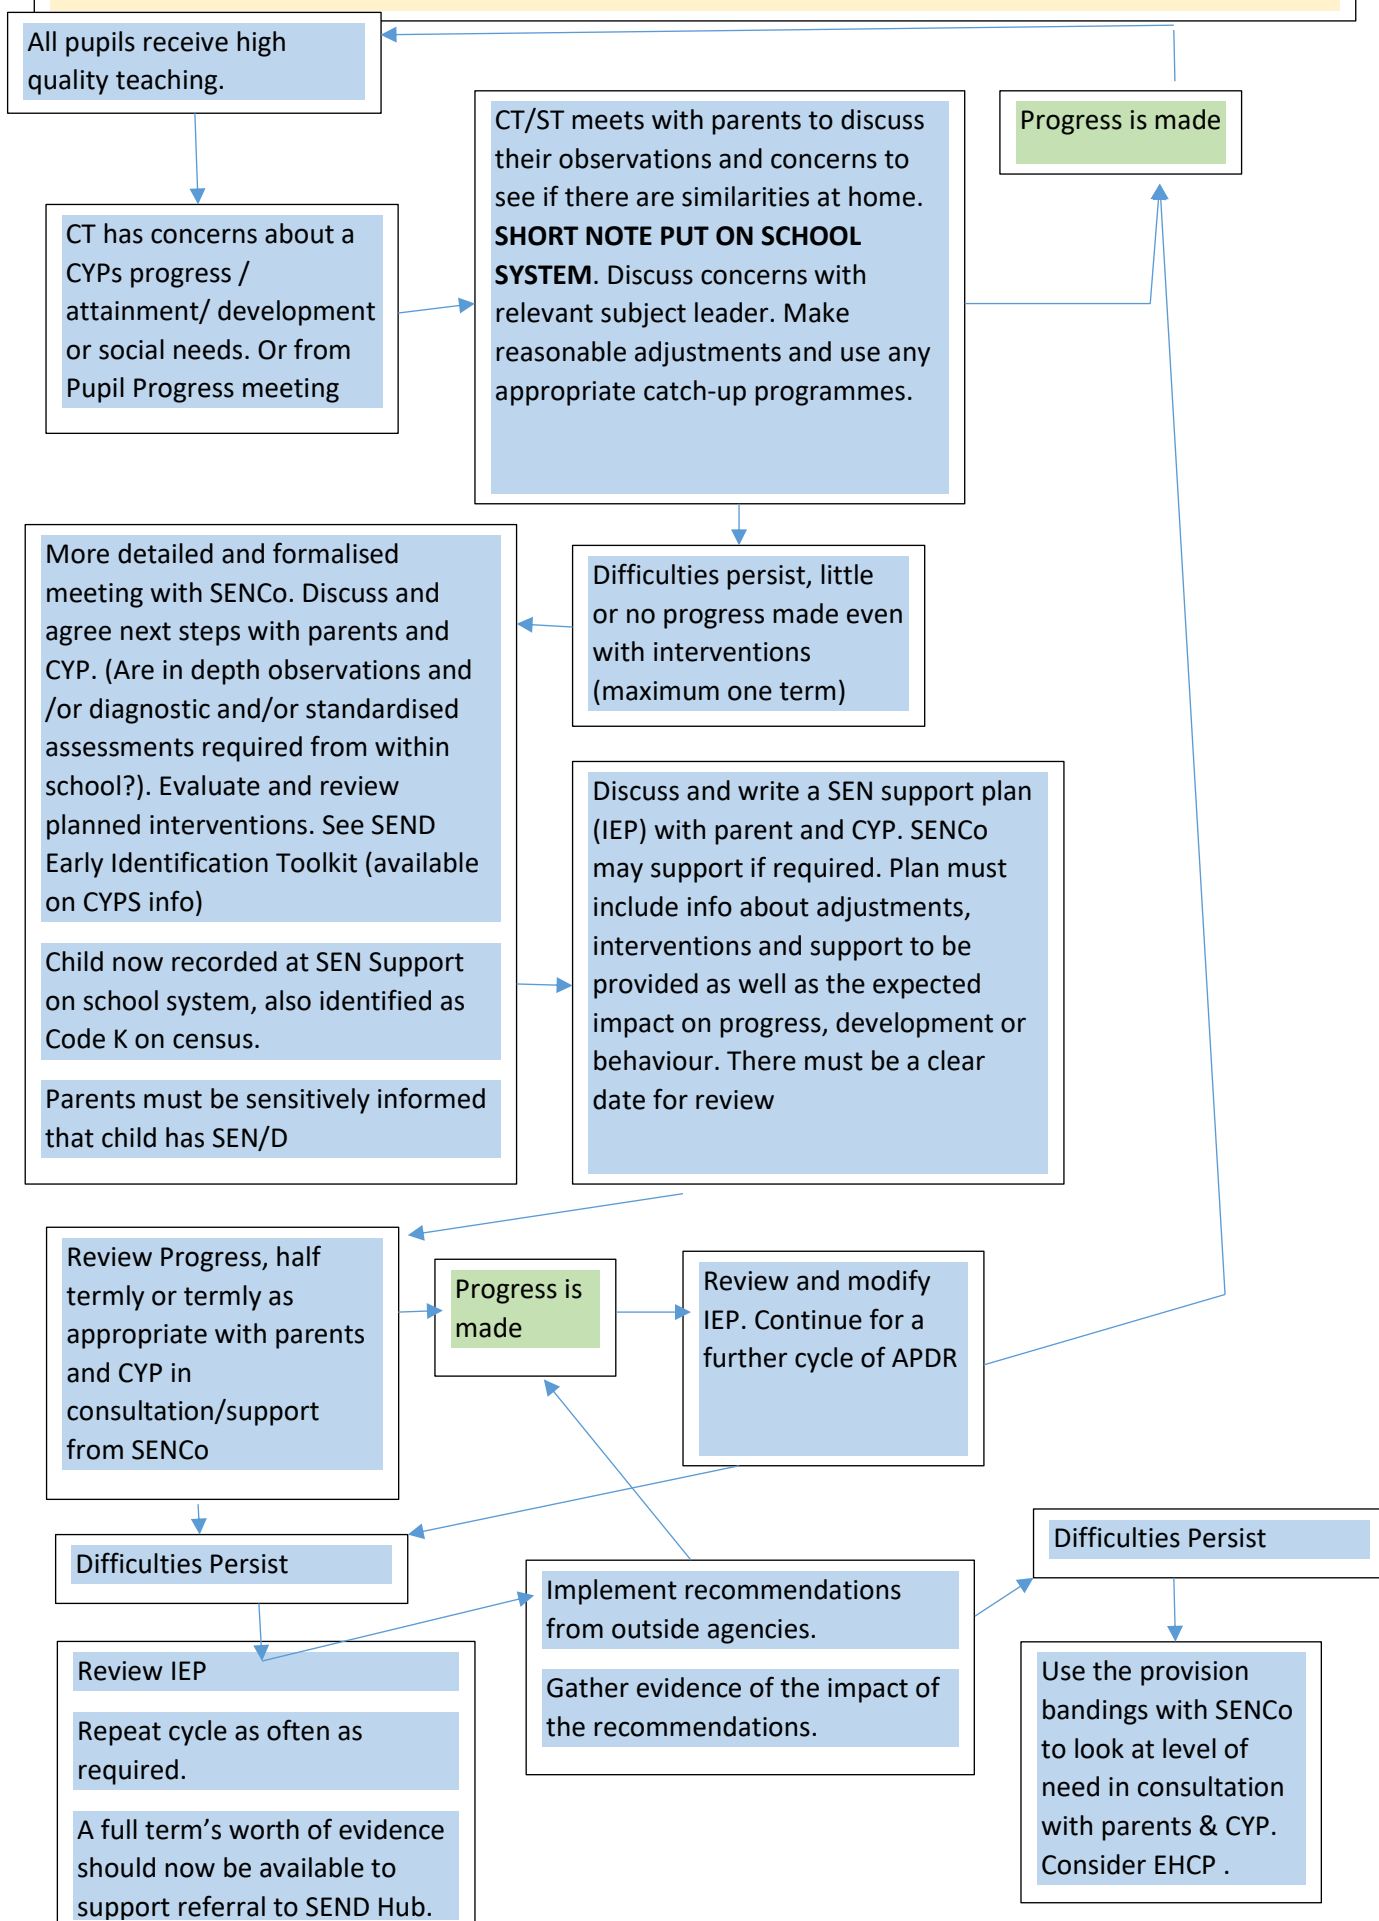 All pupils receive high
quality teaching.
Progress is made
CT/ST meets with parents to discuss
their observations and concerns to
see if there are similarities at home.
SHORT NOTE PUT ON SCHOOL
SYSTEM. Discuss concerns with
relevant subject leader. Make
reasonable adjustments and use any
appropriate catch-up programmes.
CT has concerns about a
CYPs progress /
attainment/ development
or social needs. Or from
Pupil Progress meeting
Difficulties persist, little
or no progress made even
with interventions
(maximum one term)
More detailed and formalised
meeting with SENCo. Discuss and
agree next steps with parents and
CYP. (Are in depth observations and
/or diagnostic and/or standardised
assessments required from within
school?). Evaluate and review
planned interventions. See SEND
Early Identification Toolkit (available
on CYPS info)
Child now recorded at SEN Support
on school system, also identified as
Code K on census.
Parents must be sensitively informed
that child has SEN/D
Discuss and write a SEN support plan
(IEP) with parent and CYP. SENCo
may support if required. Plan must
include info about adjustments,
interventions and support to be
provided as well as the expected
impact on progress, development or
behaviour. There must be a clear
date for review
Review Progress, half
termly or termly as
appropriate with parents
and CYP in
consultation/support
from SENCo
Progress is
made
Review and modify
IEP. Continue for a
further cycle of APDR
Difficulties Persist
Review IEP
Repeat cycle as often as
required.
A full term’s worth of evidence
should now be available to
support referral to SEND Hub.
Implement recommendations
from outside agencies.
Gather evidence of the impact of
the recommendations.
Difficulties Persist
Use the provision
bandings with SENCo
to look at level of
need in consultation
with parents & CYP.
Consider EHCP .